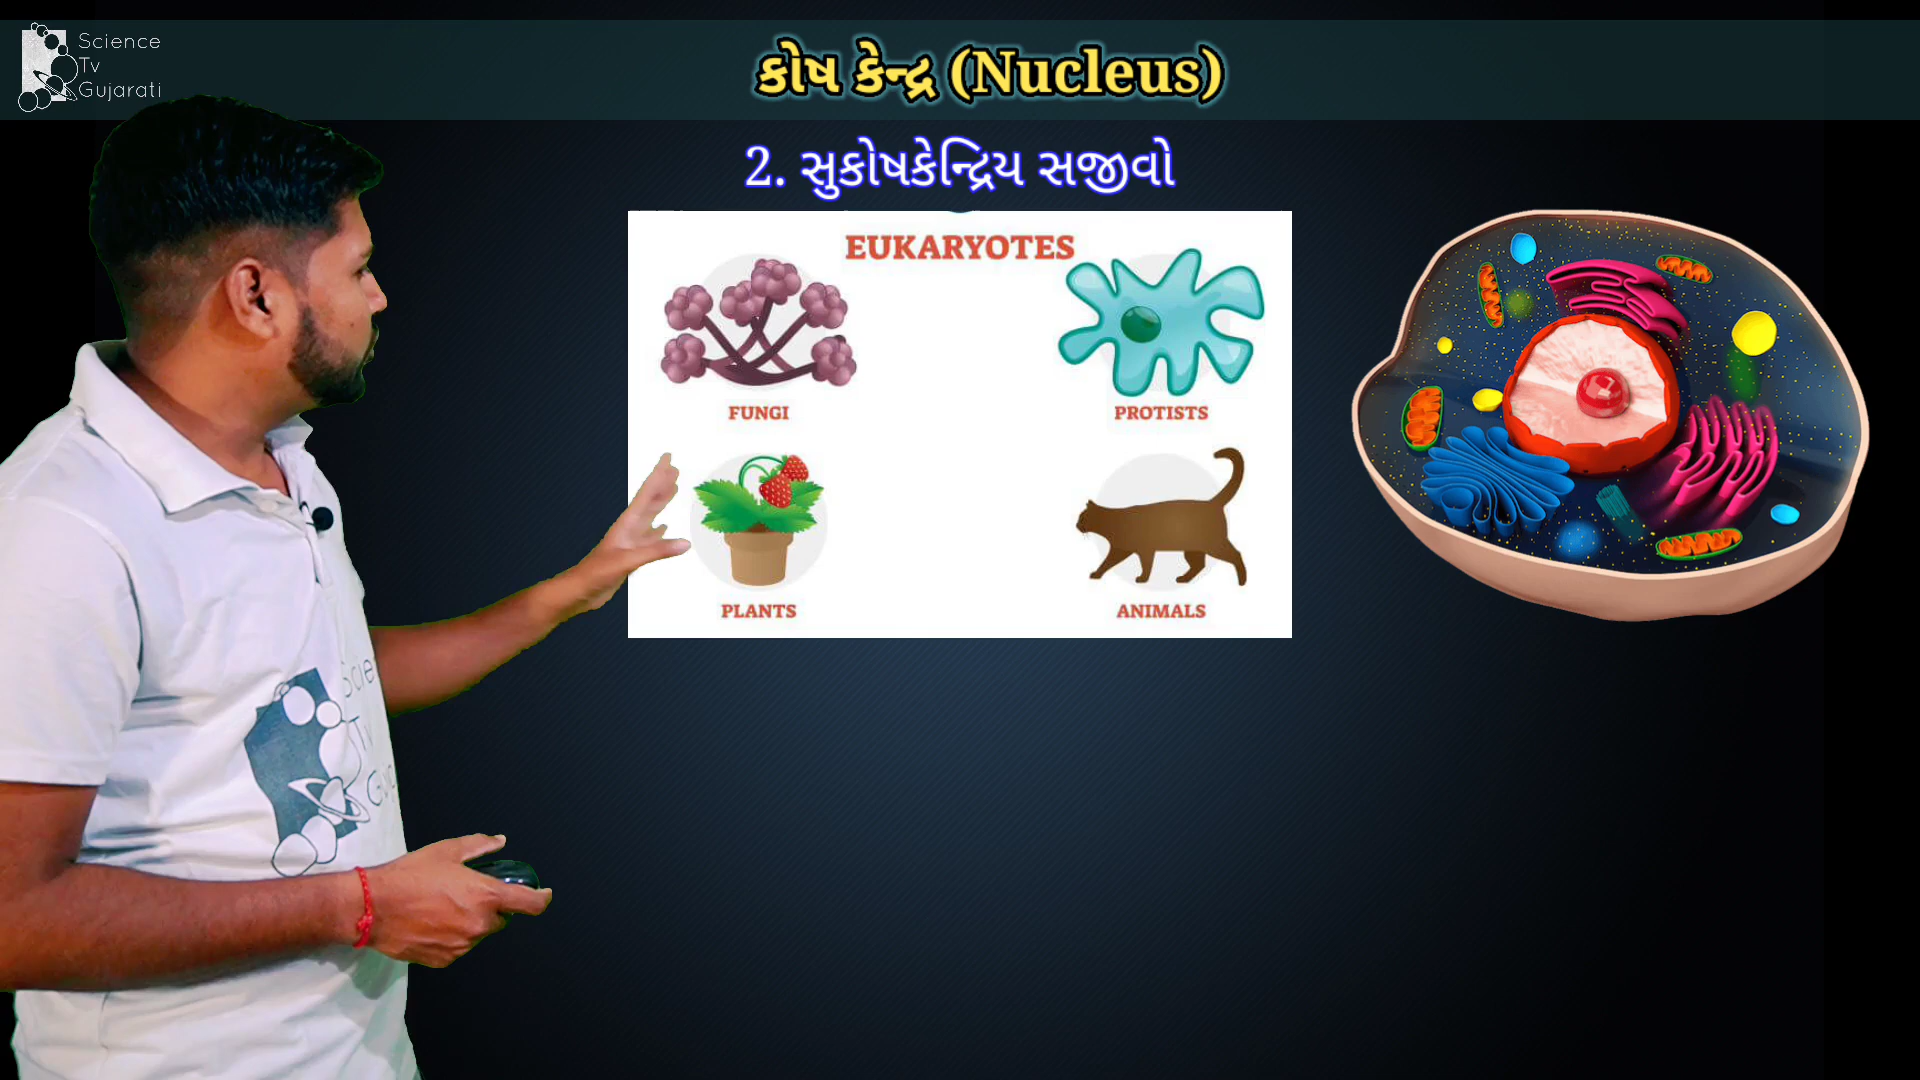 Science
Tv
Gujarati
કોષ કેન્દ્ર (Nucleus)
2. સુકોષકેન્દ્રિય સજીવો
EUKARYOTES
FUNGI
PROTISTS
PLANTS
ANIMALS